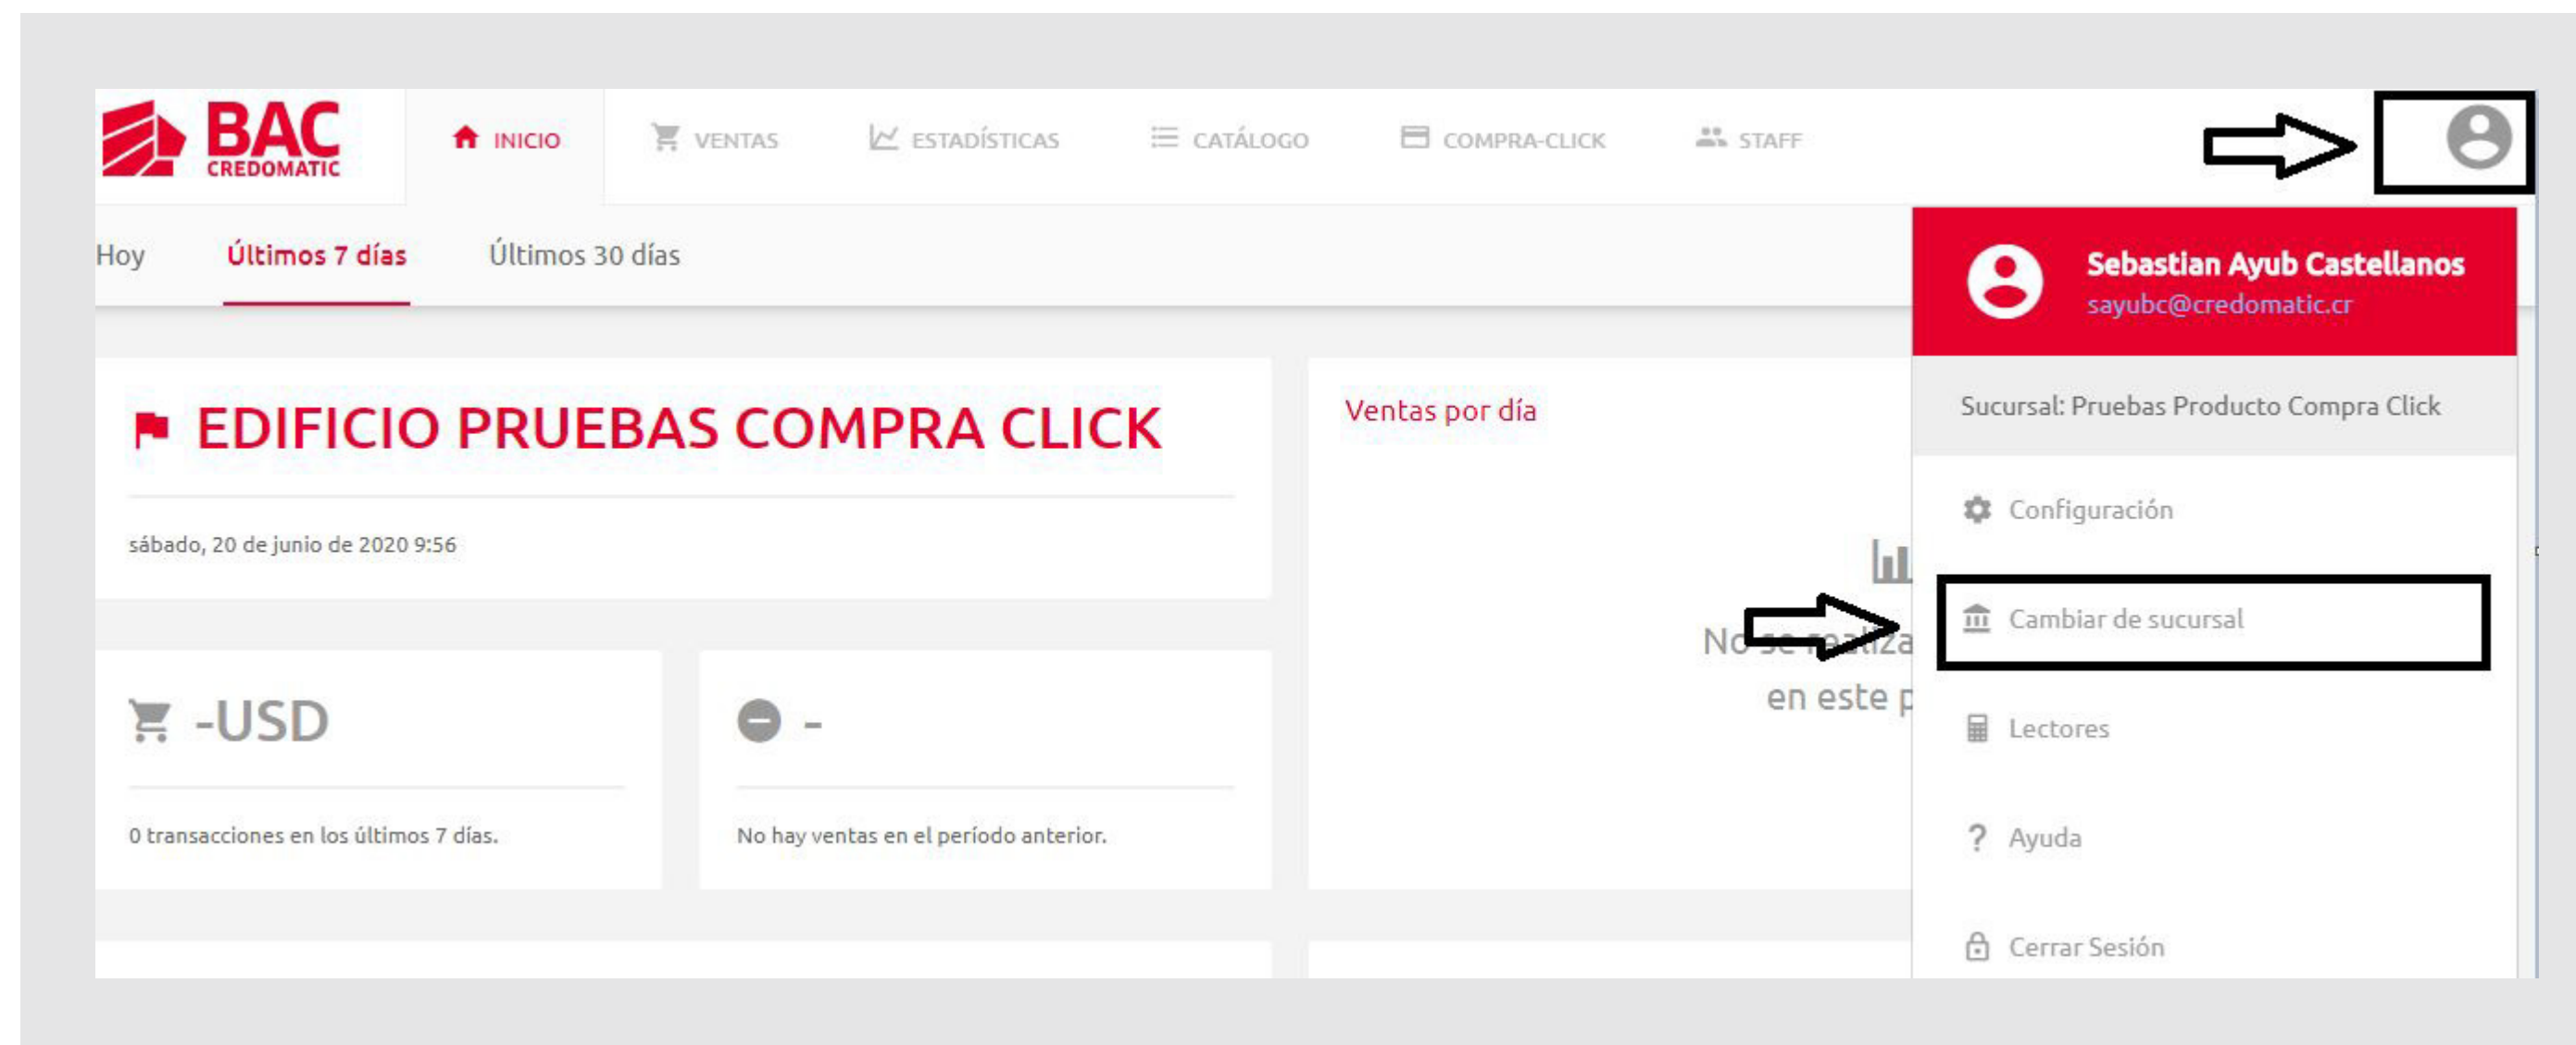 BAC
CREDOMATIC
INICIO
VENTAS
ESTADÍSTICAS
CATÁLOGO
COMPRA-CLICK
STAFF
Hoy
Últimos 7 días
Últimos 30 días
Sebastian Ayub Castellanos
sayubc@credomatic.cr
Sucursal: Pruebas Producto Compra Click
Configuración
Cambiar de sucursal
Lectores
? Ayuda
Cerrar Sesión
EDIFICIO PRUEBAS COMPRA CLICK
sábado, 20 de junio de 2020 9:56
Ventas por día
No se realiza
en este p
-USD
0 transacciones en los últimos 7 días.
-
No hay ventas en el período anterior.